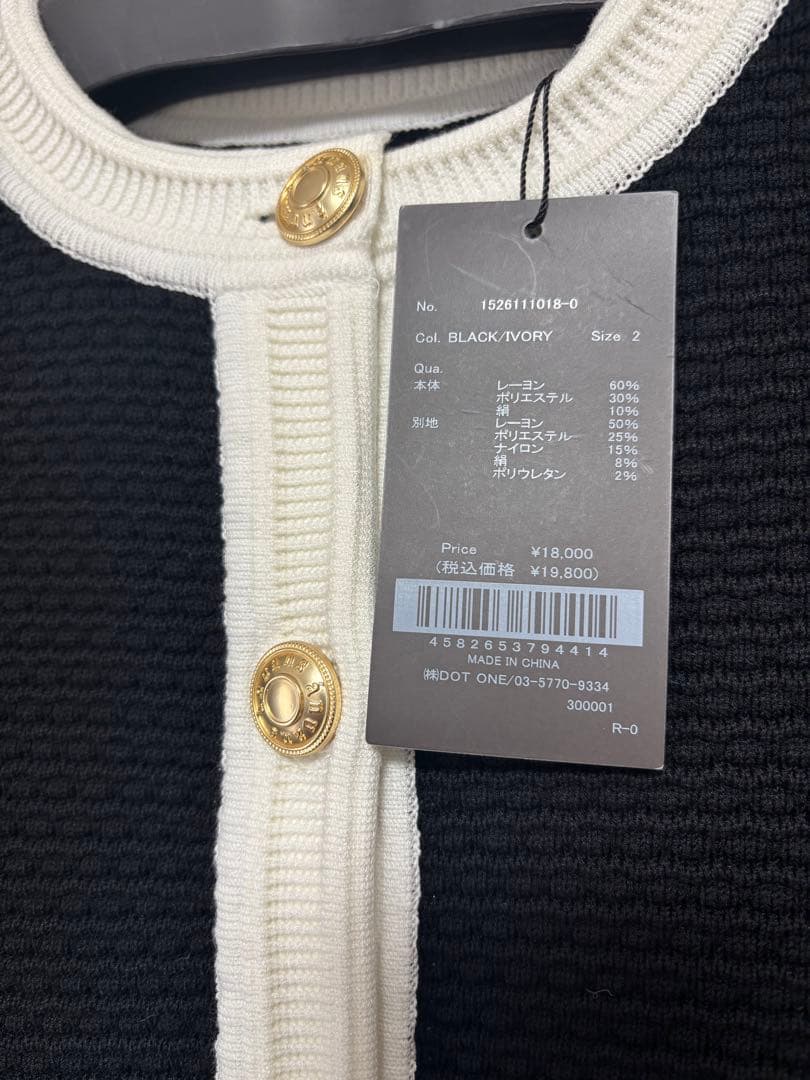 No. 1526111018-0
Col. BLACK/IVORY Size 2
Qua.
本体 レーヨン 60%
ポリエステル 30%
絹 10%
別地 レーヨン 50%
ポリエステル 25%
ナイロン 15%
絹 8%
ポリウレタン 2%
Price ¥18,000
(税込価格 ¥19,800)
4582653794414
MADE IN CHINA
㈱DOT ONE/03-5770-9334
300001
R-0